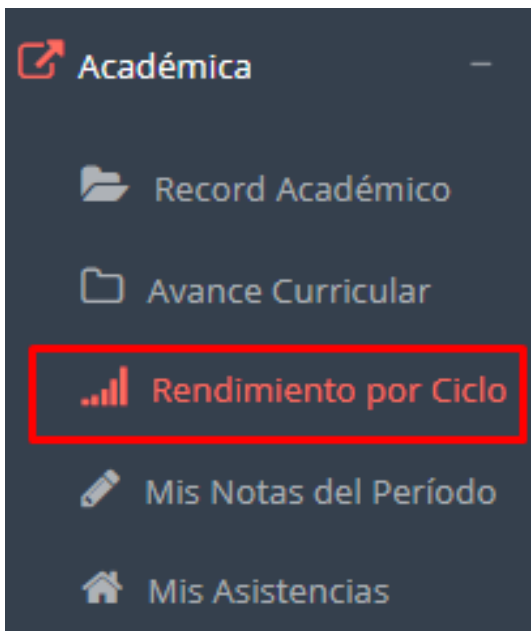 Académica
Record Académico
Avance Curricular
Rendimiento por Ciclo
Mis Notas del Período
Mis Asistencias